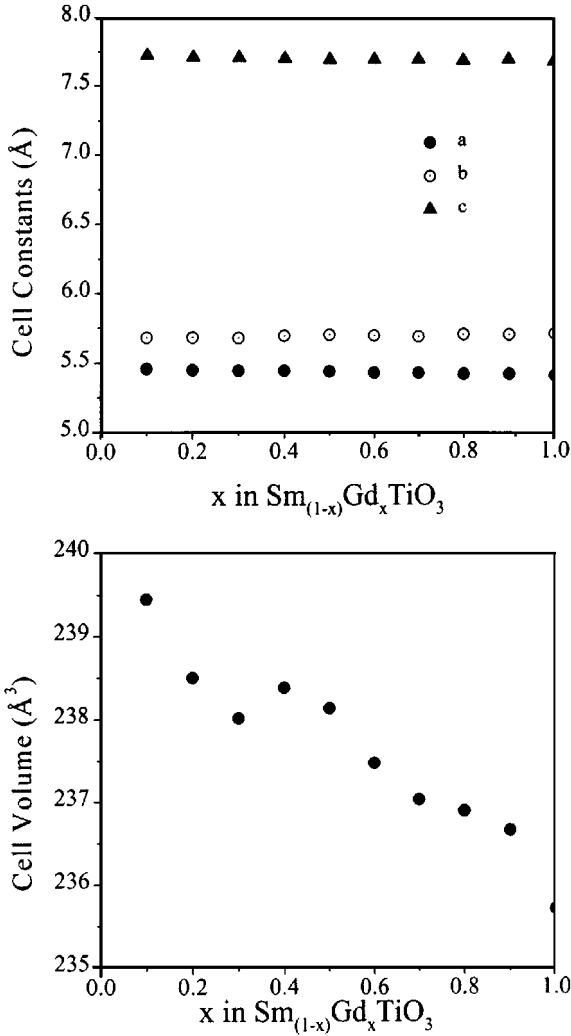 8.0
7.5
7.0
6.5
6.0
5.5
5.0
Cell Constants (Å)
a
b
c
0.0 0.2 0.4 0.6 0.8 1.0
x in Sm(1-x)GdxTiO3
240
239
238
237
236
235
Cell Volume (Å3)
0.0 0.2 0.4 0.6 0.8 1.0
x in Sm(1-x)GdxTiO3